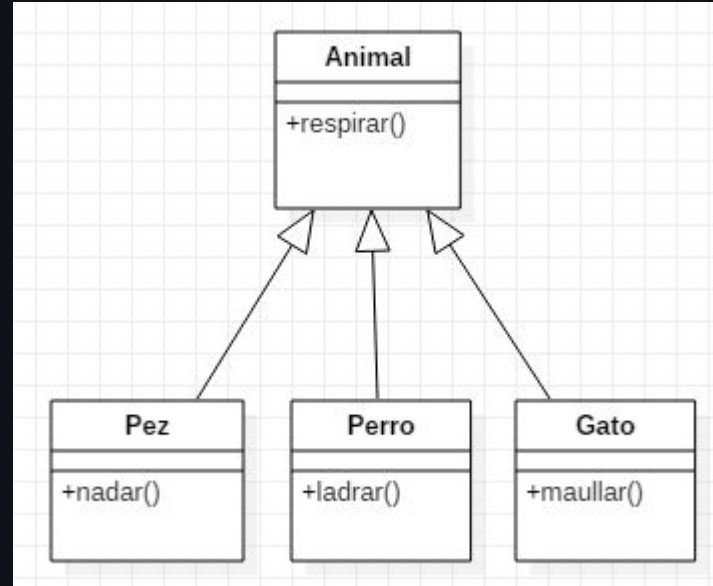 Animal
+respirar()
Pez
+nadar()
Perro
+ladrar()
Gato
+maullar()